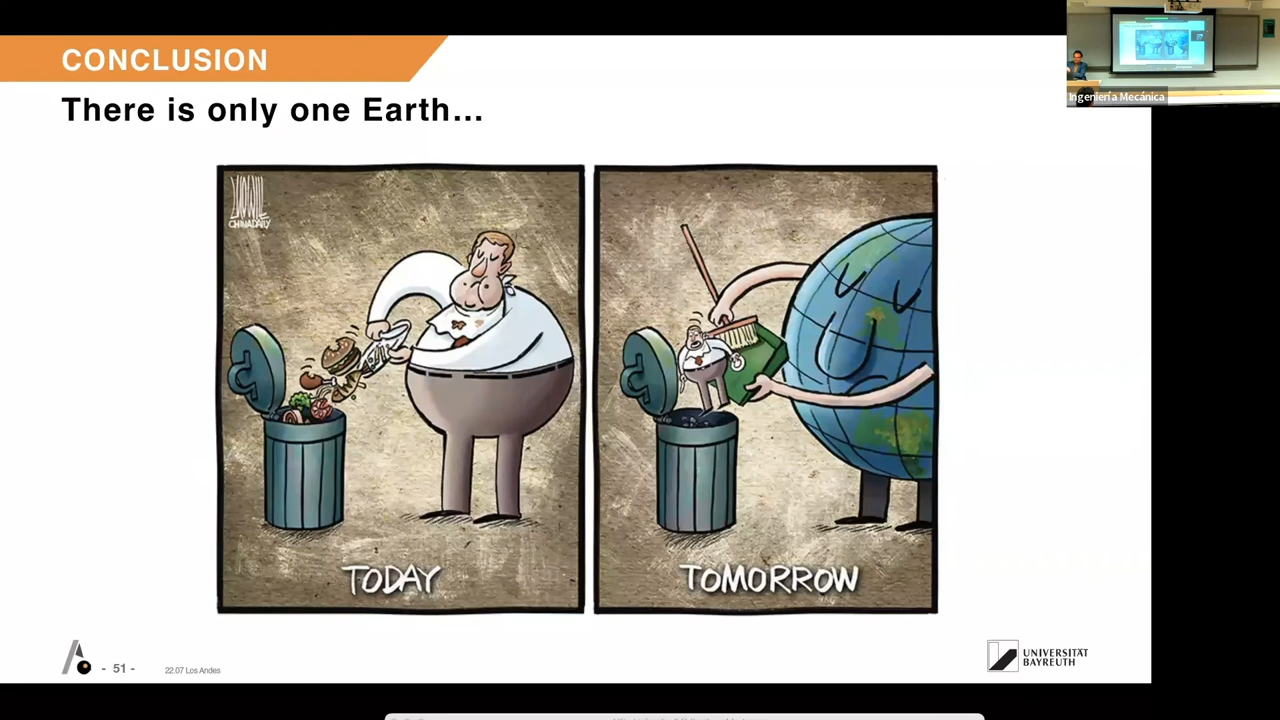 CONCLUSION
There is only one Earth...
Ingeniería Mecánica
CHINADAILY
TODAY
TOMORROW
- 51 -
22.07 Los Andes
UNIVERSITÄT
BAYREUTH